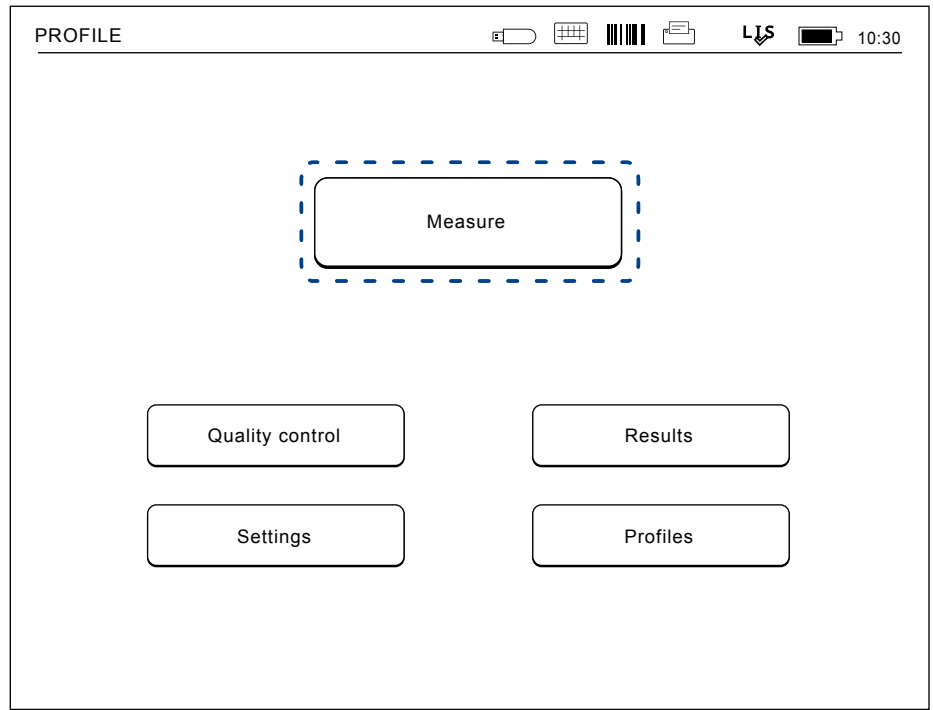 PROFILE LIS 10:30
Measure
Quality control Results
Settings Profiles